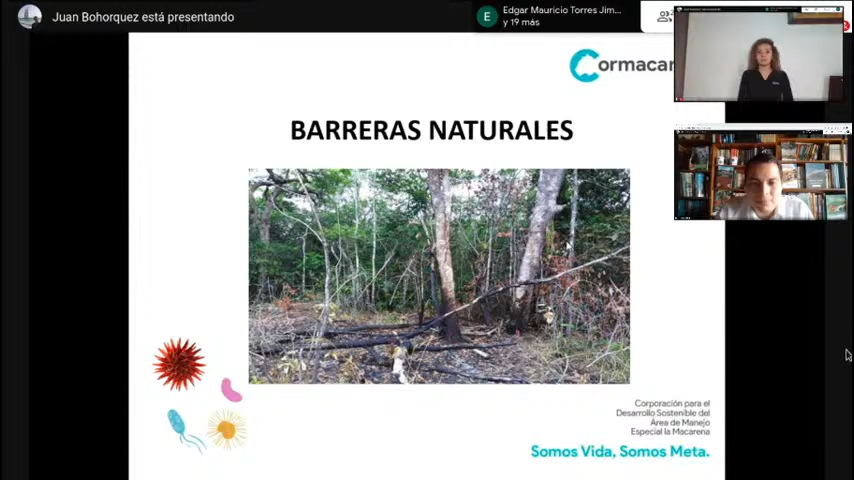 Juan Bohorquez está presentando
Edgar Mauricio Torres Jim...
y 19 más
E
ormacar
BARRERAS NATURALES
Corporación para el
Desarrollo Sostenible del
Área de Manejo
Especial la Macarena
Somos Vida, Somos Meta.